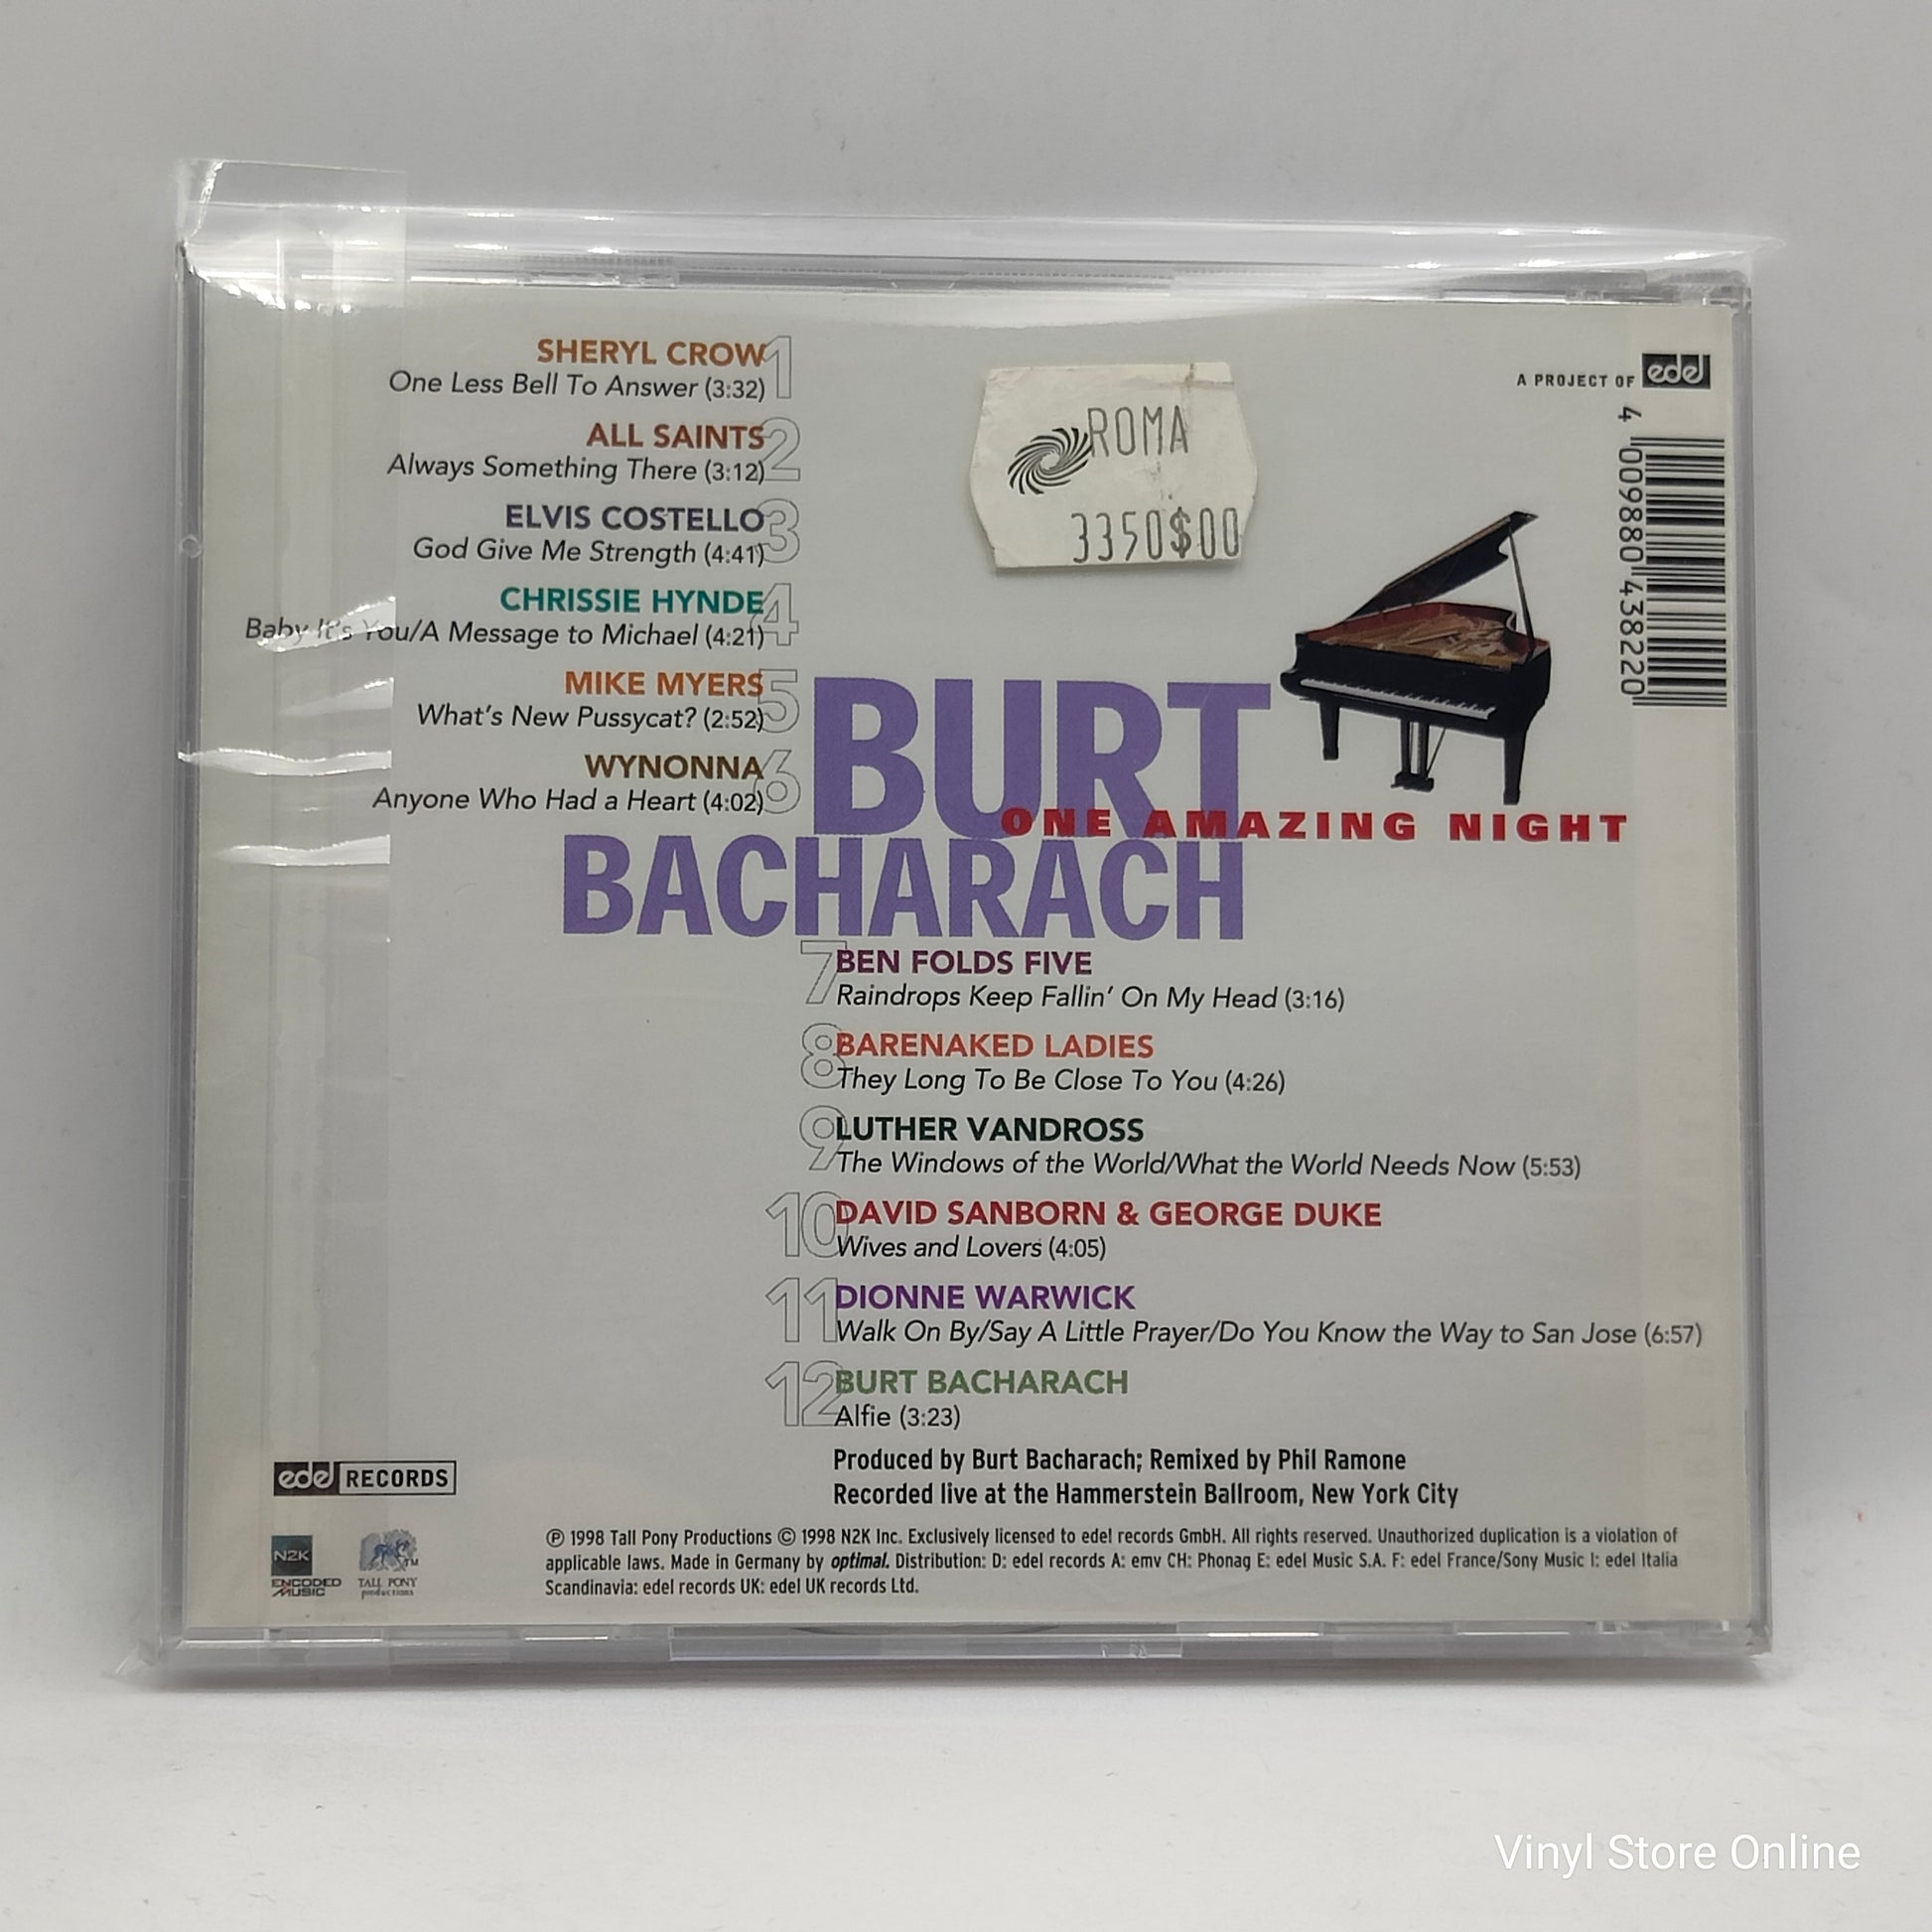 SHERYL CROW 1
One Less Bell To Answer (3:32)
ALL SAINTS 2
Always Something There (3:12)
ELVIS COSTELLO 3
God Give Me Strength (4:41)
CHRISSIE HYNDE 4
Baby It's You/A Message to Michael (4:21)
MIKE MYERS 5
What's New Pussycat? (2:52)
WYNONNA 6
Anyone Who Had a Heart (4:02)
ROMA
3350$00
A PROJECT OF edel
4 009880 438220
BURT
ONE AMAZING NIGHT
BACHARACH
7 BEN FOLDS FIVE
Raindrops Keep Fallin' On My Head (3:16)
8 BARENAKED LADIES
They Long To Be Close To You (4:26)
9 LUTHER VANDROSS
The Windows of the World/What the World Needs Now (5:53)
10 DAVID SANBORN & GEORGE DUKE
Wives and Lovers (4:05)
11 DIONNE WARWICK
Walk On By/Say A Little Prayer/Do You Know the Way to San Jose (6:57)
12 BURT BACHARACH
Alfie (3:23)
Produced by Burt Bacharach; Remixed by Phil Ramone
Recorded live at the Hammerstein Ballroom, New York City
edel RECORDS
N2K
ENCODED
MUSIC
TM
TALL PONY
productions
℗ 1998 Tall Pony Productions © 1998 N2K Inc. Exclusively licensed to edel records GmbH. All rights reserved. Unauthorized duplication is a violation of
applicable laws. Made in Germany by optimal. Distribution: D: edel records A: emv CH: Phonag E: edel Music S.A. F: edel France/Sony Music I: edel Italia
Scandinavia: edel records UK: edel UK records Ltd.
Vinyl Store Online